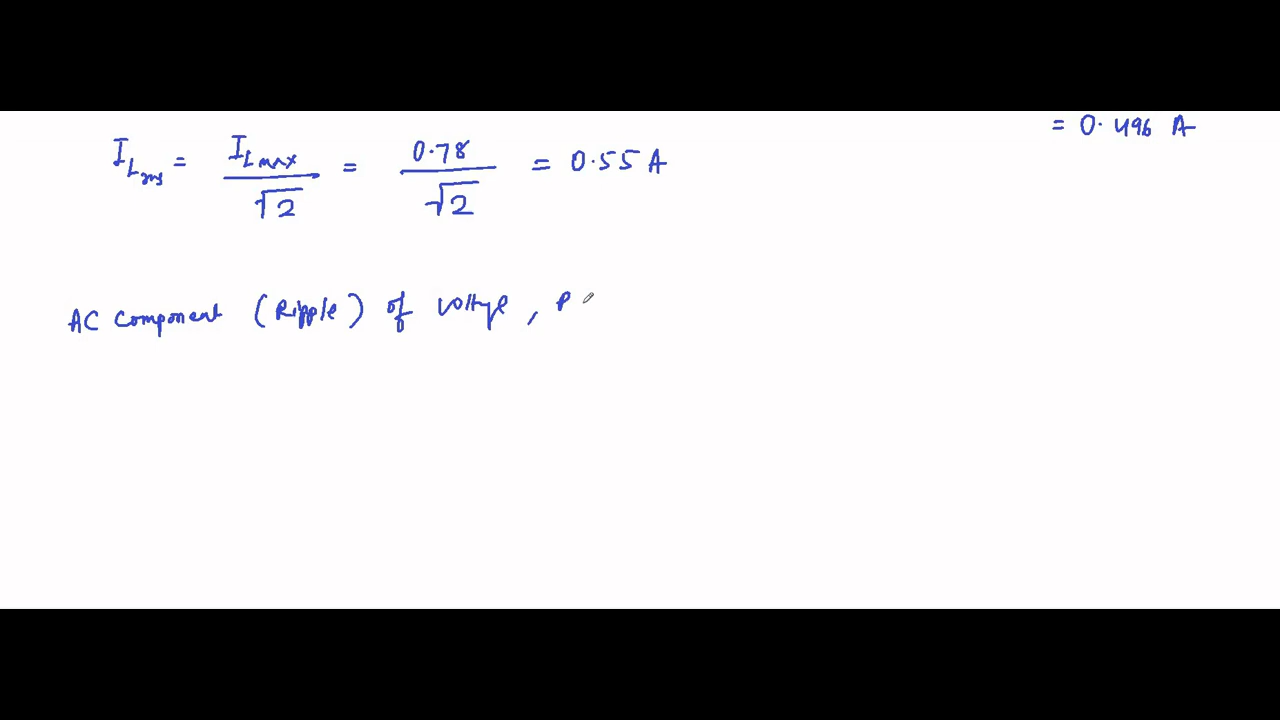 = 0.496 A
I_Lrms = I_Lmax / √2 = 0.78 / √2 = 0.55 A
AC Component (Ripple) of voltage, P